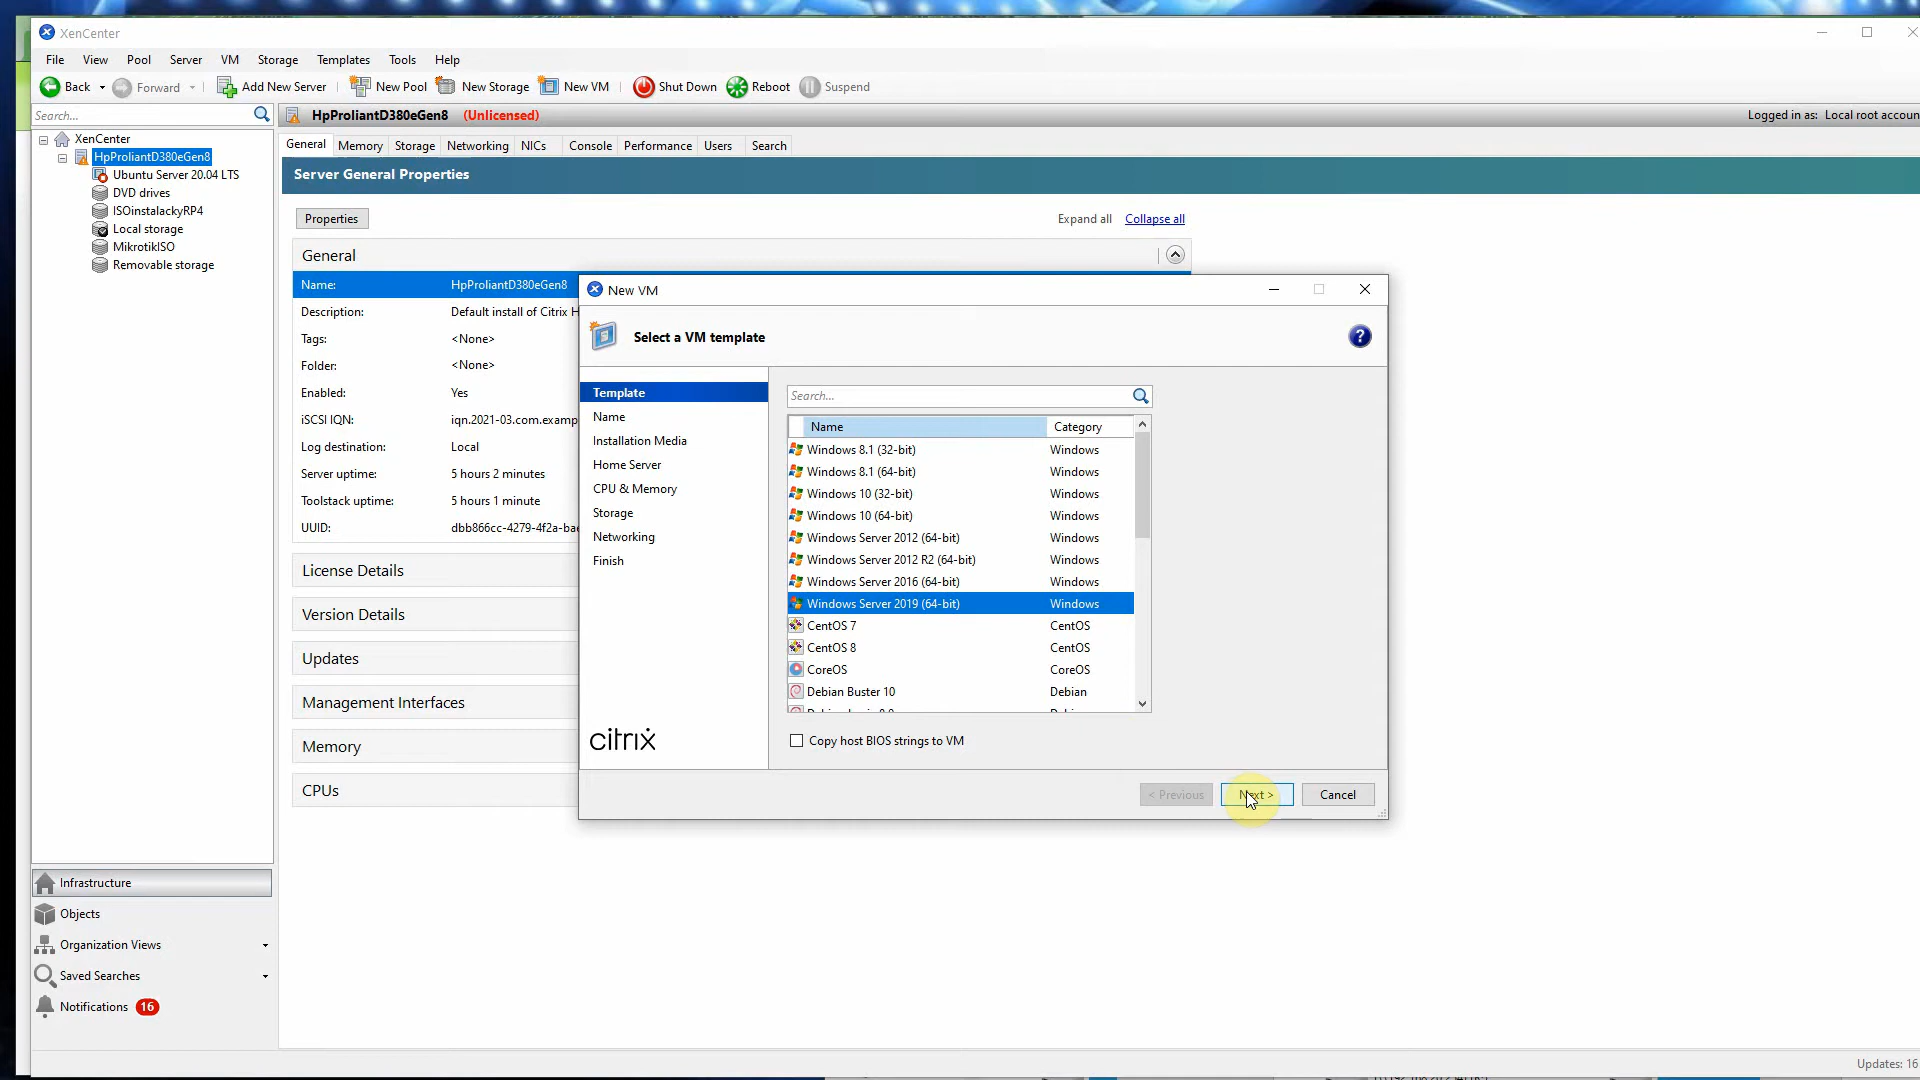 XenCenter
File View Pool Server VM Storage Templates Tools Help
Back Forward Add New Server New Pool New Storage New VM Shut Down Reboot Suspend
Search...
HpProliantD380eGen8 (Unlicensed)
Logged in as: Local root accoun
XenCenter
HpProliantD380eGen8
Ubuntu Server 20.04 LTS
DVD drives
ISOinstalackyRP4
Local storage
MikrotikISO
Removable storage
General Memory Storage Networking NICs Console Performance Users Search
Server General Properties
Properties
Expand all Collapse all
General
Name: HpProliantD380eGen8
Description: Default install of Citrix H
Tags: <None>
Folder: <None>
Enabled: Yes
iSCSI IQN: iqn.2021-03.com.examp
Log destination: Local
Server uptime: 5 hours 2 minutes
Toolstack uptime: 5 hours 1 minute
UUID: dbb866cc-4279-4f2a-bae
License Details
Version Details
Updates
Management Interfaces
Memory
CPUs
New VM
Select a VM template
?
Template
Name
Installation Media
Home Server
CPU & Memory
Storage
Networking
Finish
citrix
Search...
Name Category
Windows 8.1 (32-bit) Windows
Windows 8.1 (64-bit) Windows
Windows 10 (32-bit) Windows
Windows 10 (64-bit) Windows
Windows Server 2012 (64-bit) Windows
Windows Server 2012 R2 (64-bit) Windows
Windows Server 2016 (64-bit) Windows
Windows Server 2019 (64-bit) Windows
CentOS 7 CentOS
CentOS 8 CentOS
CoreOS CoreOS
Debian Buster 10 Debian
Copy host BIOS strings to VM
< Previous Next > Cancel
Infrastructure
Objects
Organization Views
Saved Searches
Notifications 16
Updates: 16